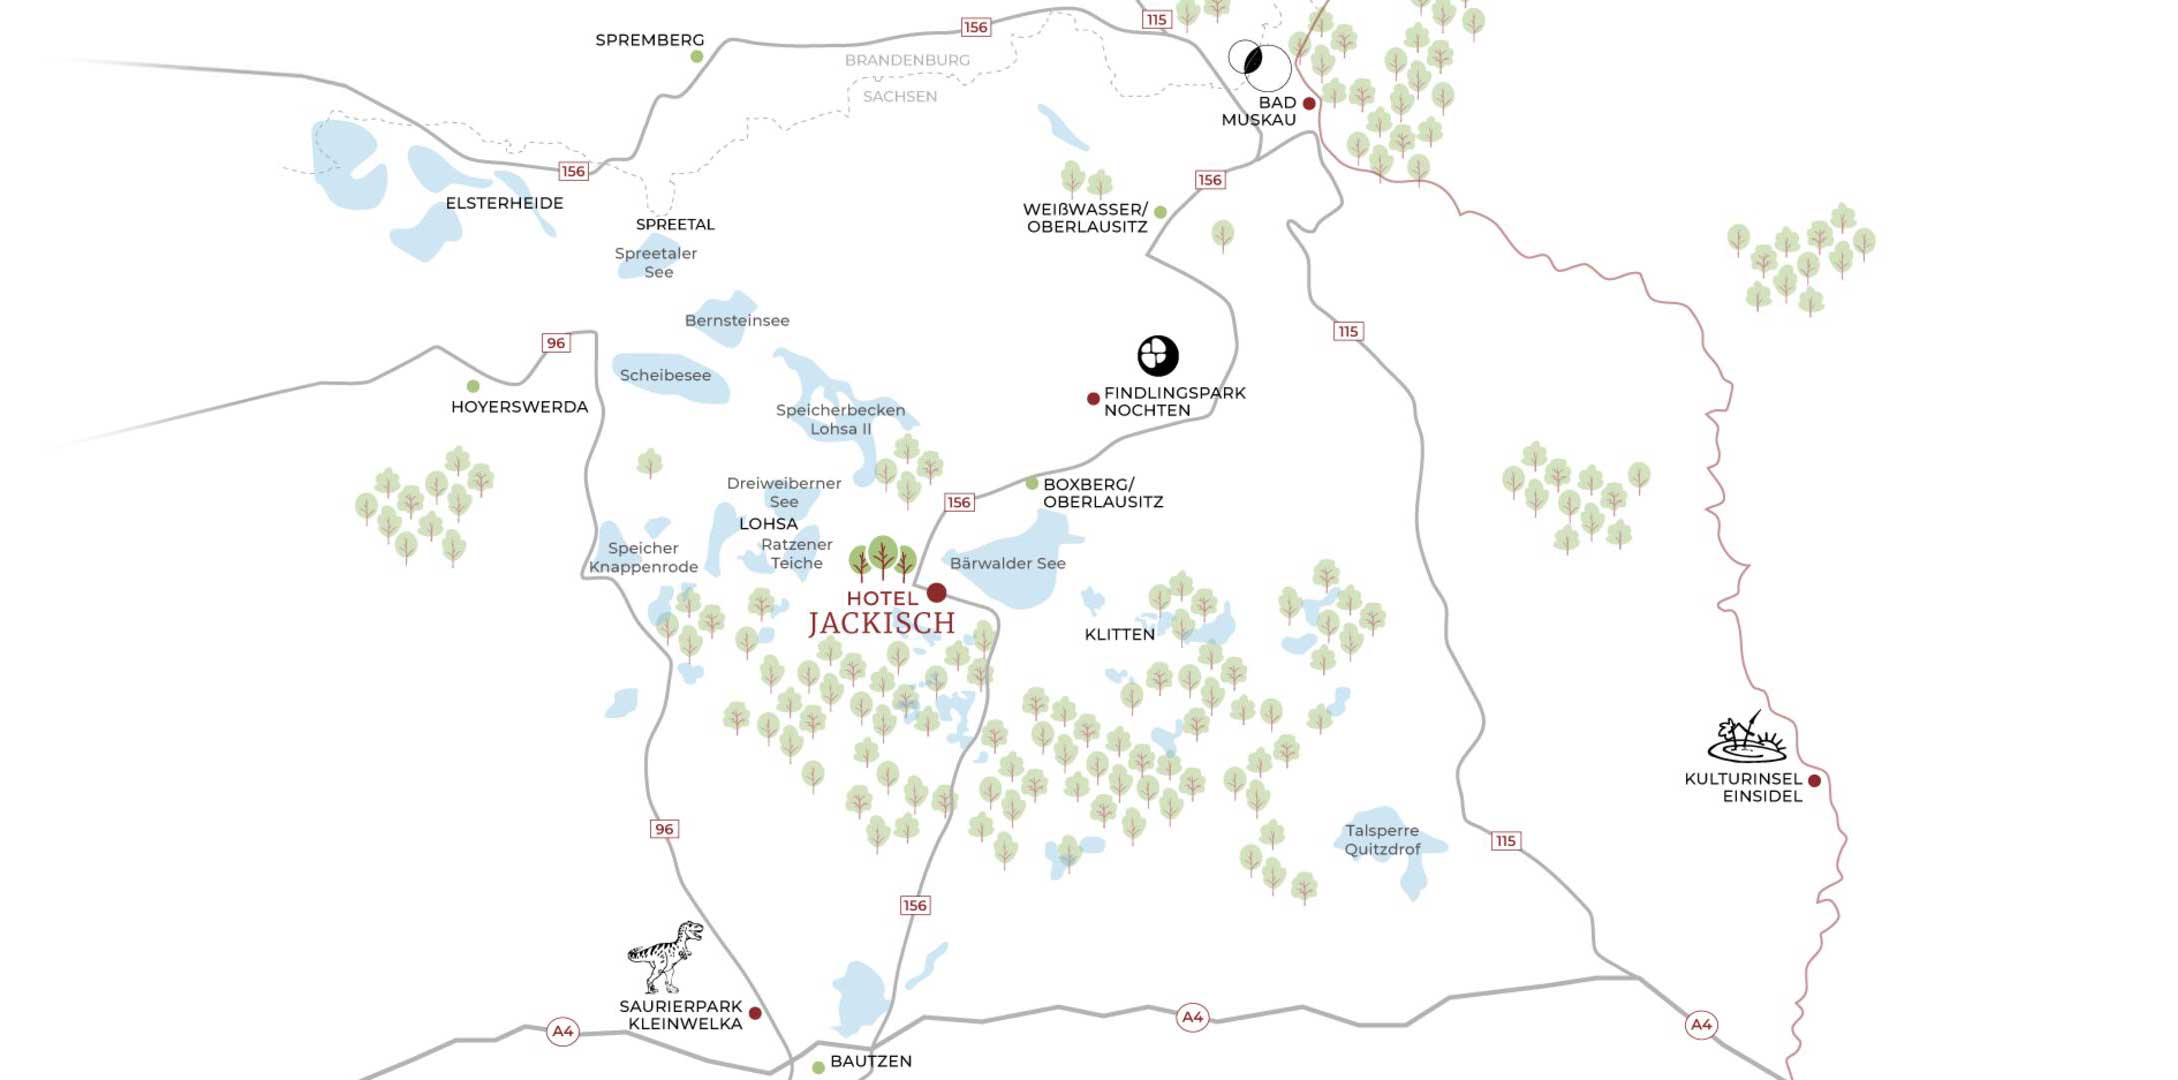 156
115
SPREMBERG
BRANDENBURG
SACHSEN
BAD
MUSKAU
156
156
ELSTERHEIDE
WEIßWASSER/
OBERLAUSITZ
SPREETAL
Spreetaler
See
Bernsteinsee
115
96
Scheibesee
HOYERSWERDA
FINDLINGSPARK
NOCHTEN
Speicherbecken
Lohsa II
Dreiweiberner
See
BOXBERG/
OBERLAUSITZ
156
LOHSA
Ratzener
Teiche
Speicher
Knappenrode
Bärwalder See
HOTEL
JACKISCH
KLITTEN
KULTURINSEL
EINSIDEL
96
Talsperre
Quitzdrof
115
156
SAURIERPARK
KLEINWELKA
A4
A4
A4
BAUTZEN